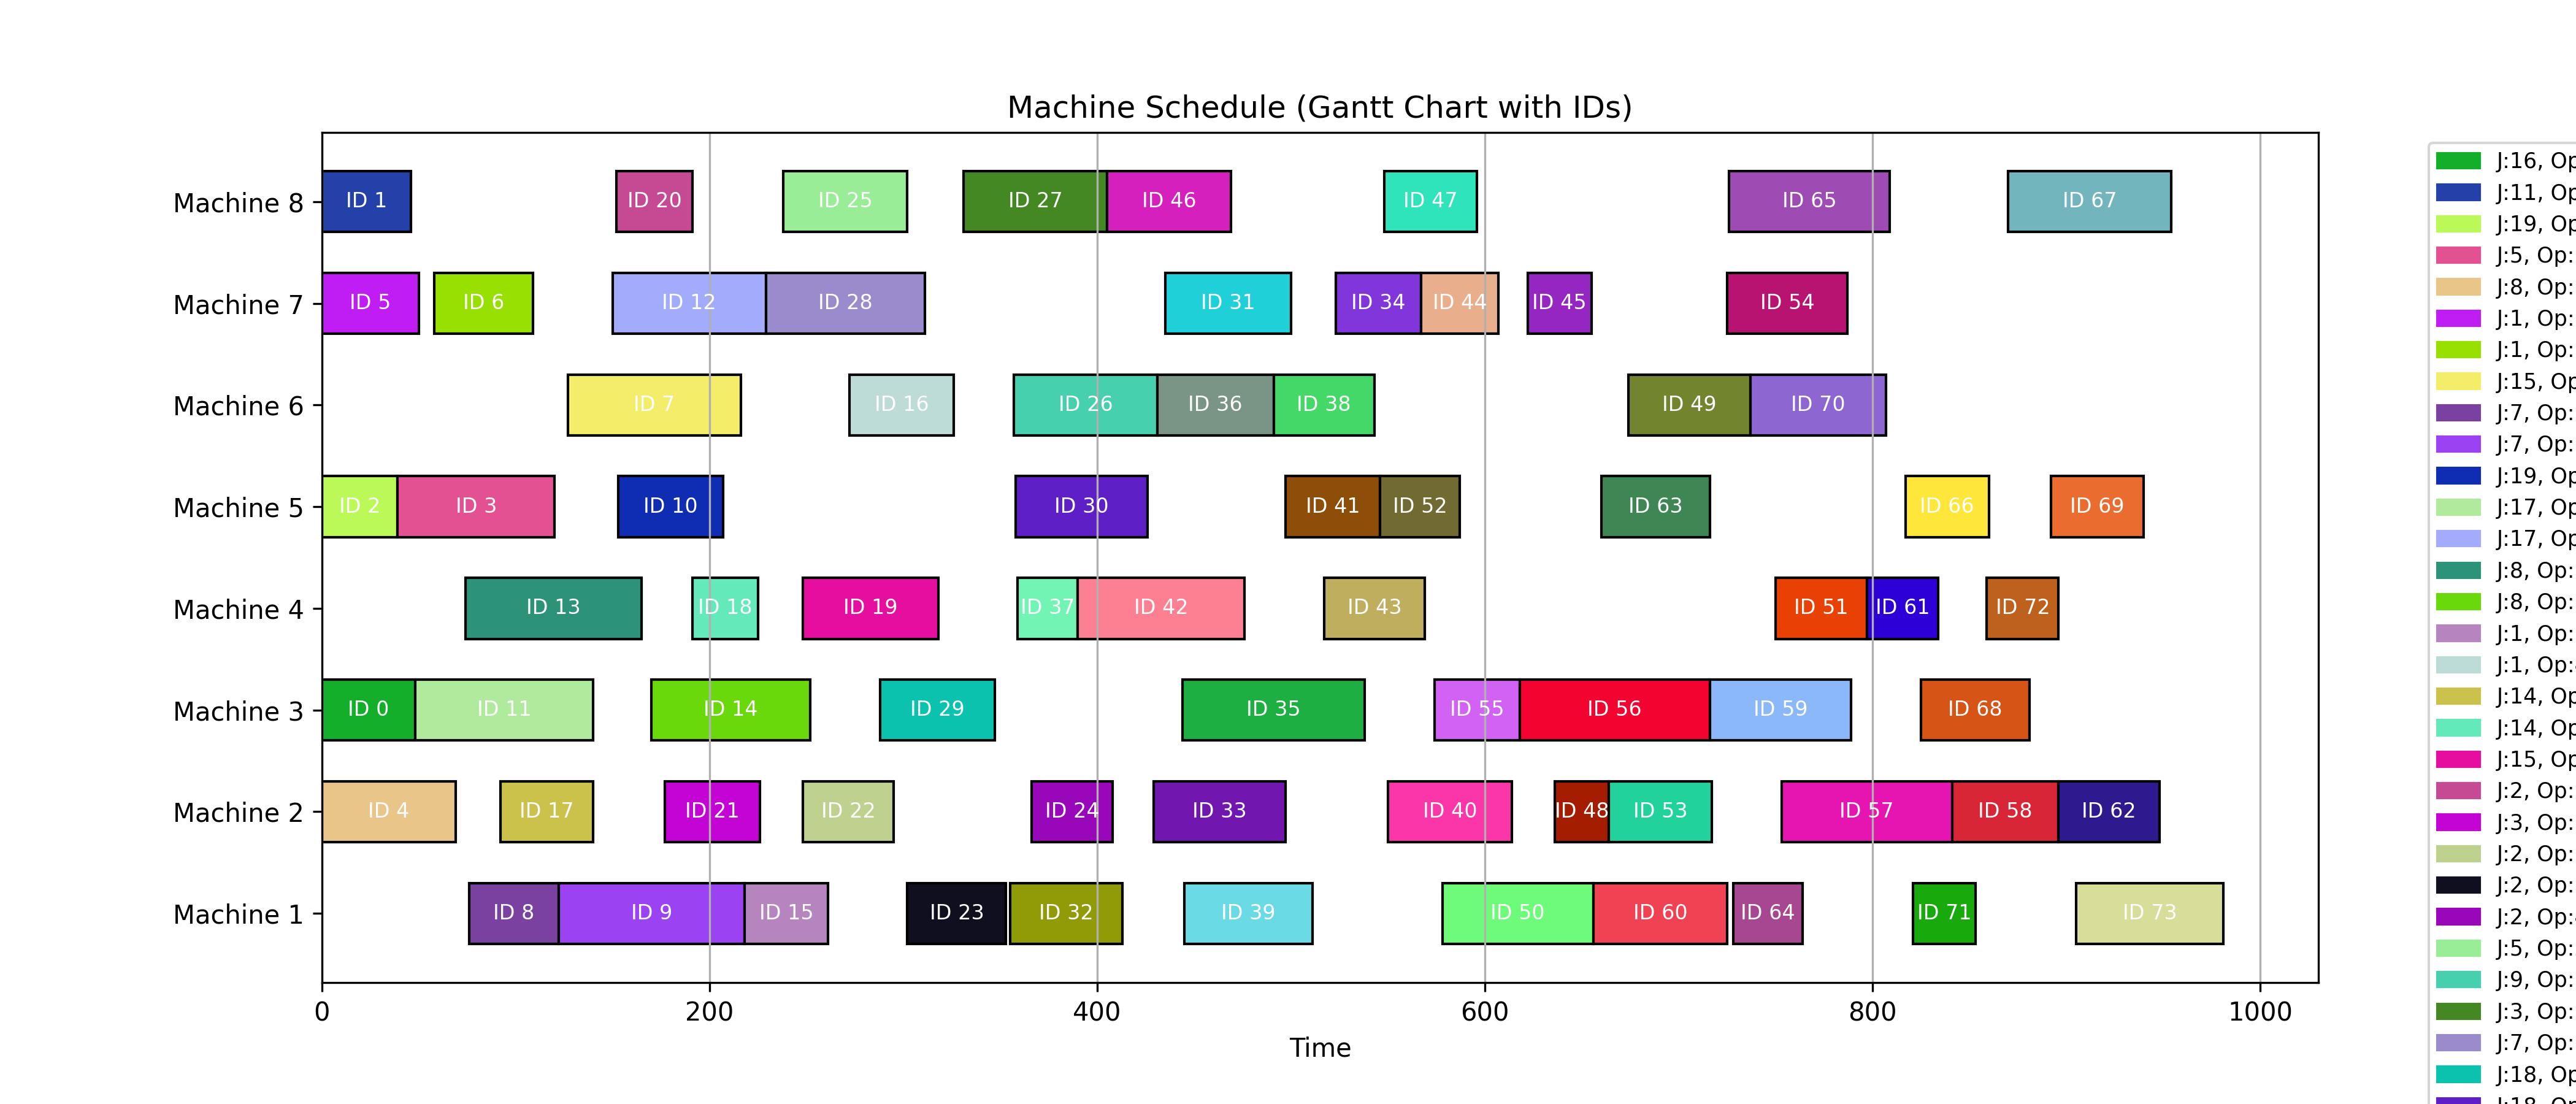 Machine Schedule (Gantt Chart with IDs)
Machine 8
ID 1 ID 20 ID 25 ID 27 ID 46 ID 47 ID 65 ID 67
Machine 7
ID 5 ID 6 ID 12 ID 28 ID 31 ID 34 ID 44 ID 45 ID 54
Machine 6
ID 7 ID 16 ID 26 ID 36 ID 38 ID 49 ID 70
Machine 5
ID 2 ID 3 ID 10 ID 30 ID 41 ID 52 ID 63 ID 66 ID 69
Machine 4
ID 13 ID 18 ID 19 ID 37 ID 42 ID 43 ID 51 ID 61 ID 72
Machine 3
ID 0 ID 11 ID 14 ID 29 ID 35 ID 55 ID 56 ID 59 ID 68
Machine 2
ID 4 ID 17 ID 21 ID 22 ID 24 ID 33 ID 40 ID 48 ID 53 ID 57 ID 58 ID 62
Machine 1
ID 8 ID 9 ID 15 ID 23 ID 32 ID 39 ID 50 ID 60 ID 64 ID 71 ID 73
0 200 400 600 800 1000
Time
J:16, Op
J:11, Op
J:19, Op
J:5, Op:
J:8, Op:
J:1, Op:
J:1, Op:
J:15, Op
J:7, Op:
J:7, Op:
J:19, Op
J:17, Op
J:17, Op
J:8, Op:
J:8, Op:
J:1, Op:
J:1, Op:
J:14, Op
J:14, Op
J:15, Op
J:2, Op:
J:3, Op:
J:2, Op:
J:2, Op:
J:2, Op:
J:5, Op:
J:9, Op:
J:3, Op:
J:7, Op:
J:18, Op
J:18, Op